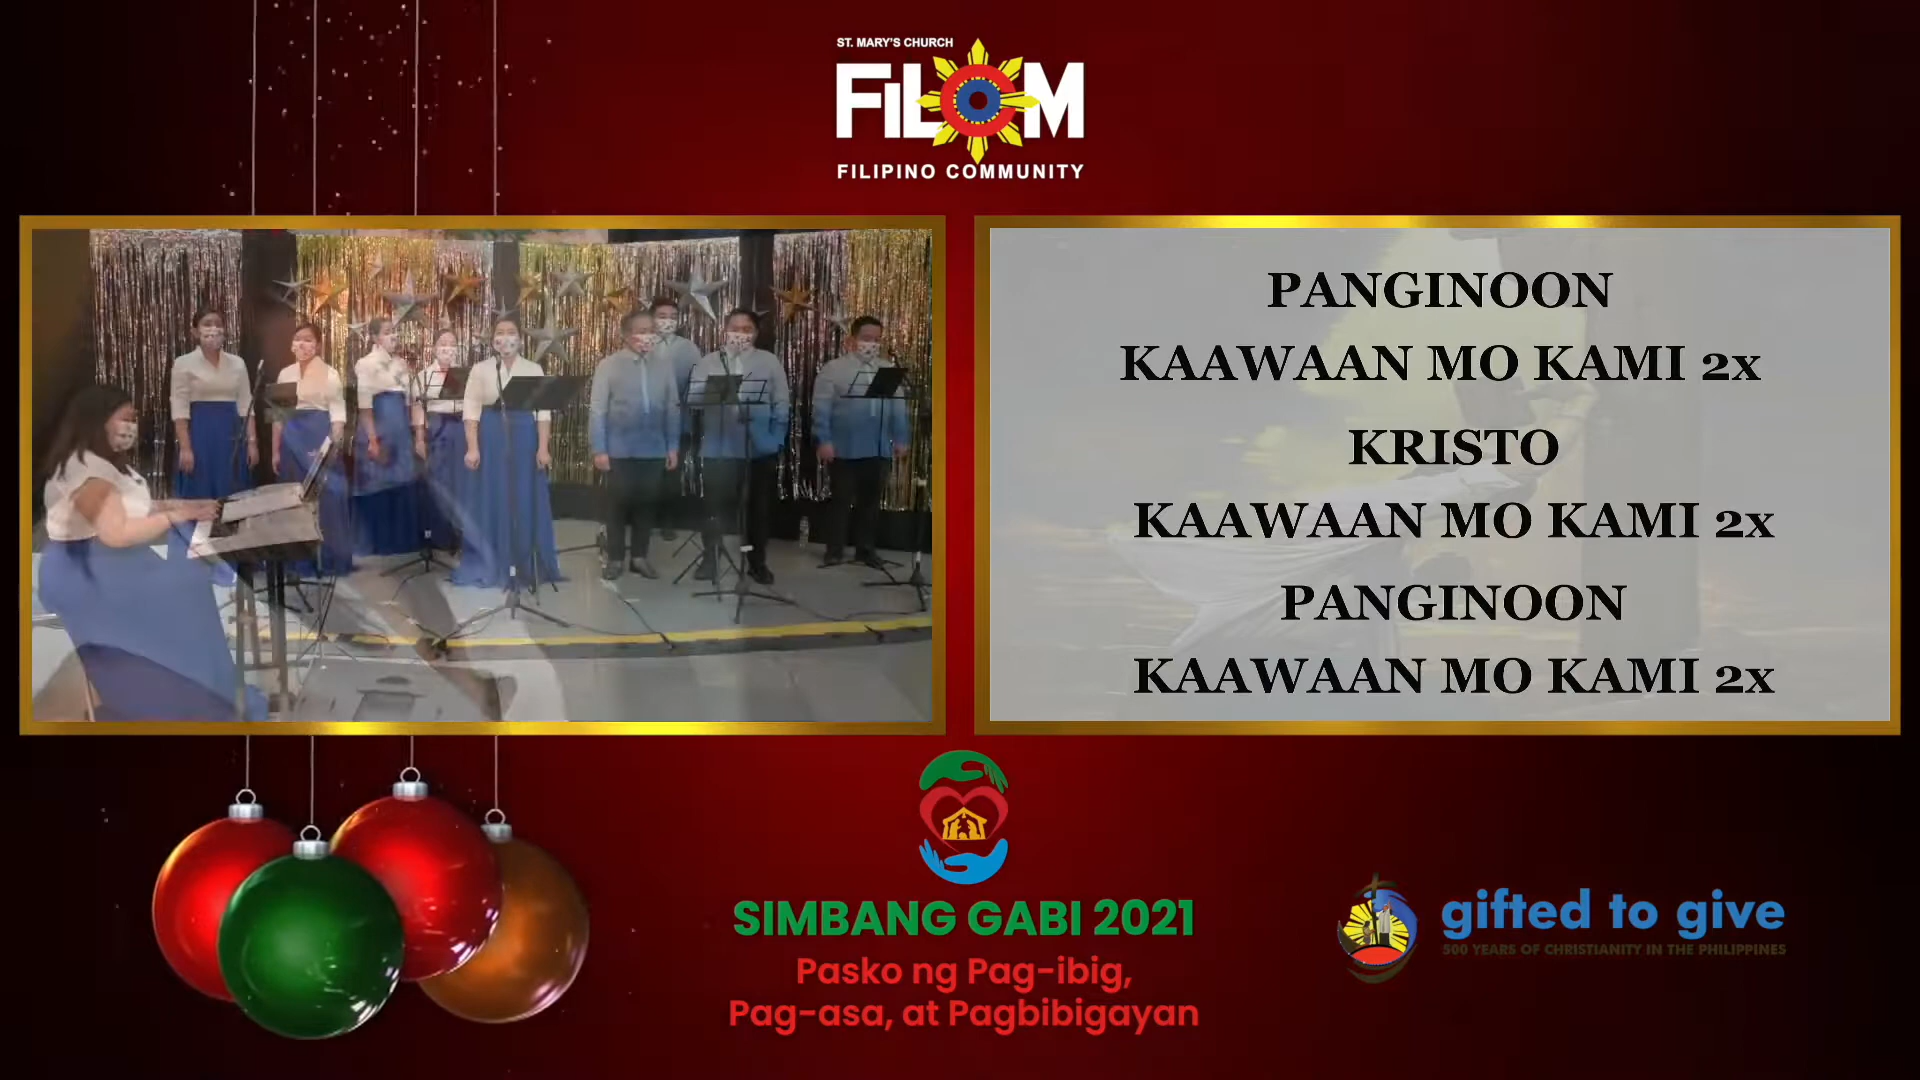 ST. MARY'S CHURCH
FiLCOM
FILIPINO COMMUNITY
PANGINOON
KAAWAAN MO KAMI 2x
KRISTO
KAAWAAN MO KAMI 2x
PANGINOON
KAAWAAN MO KAMI 2x
SIMBANG GABI 2021
Pasko ng Pag-ibig,
Pag-asa, at Pagbibigayan
gifted to give
500 YEARS OF CHRISTIANITY IN THE PHILIPPINES